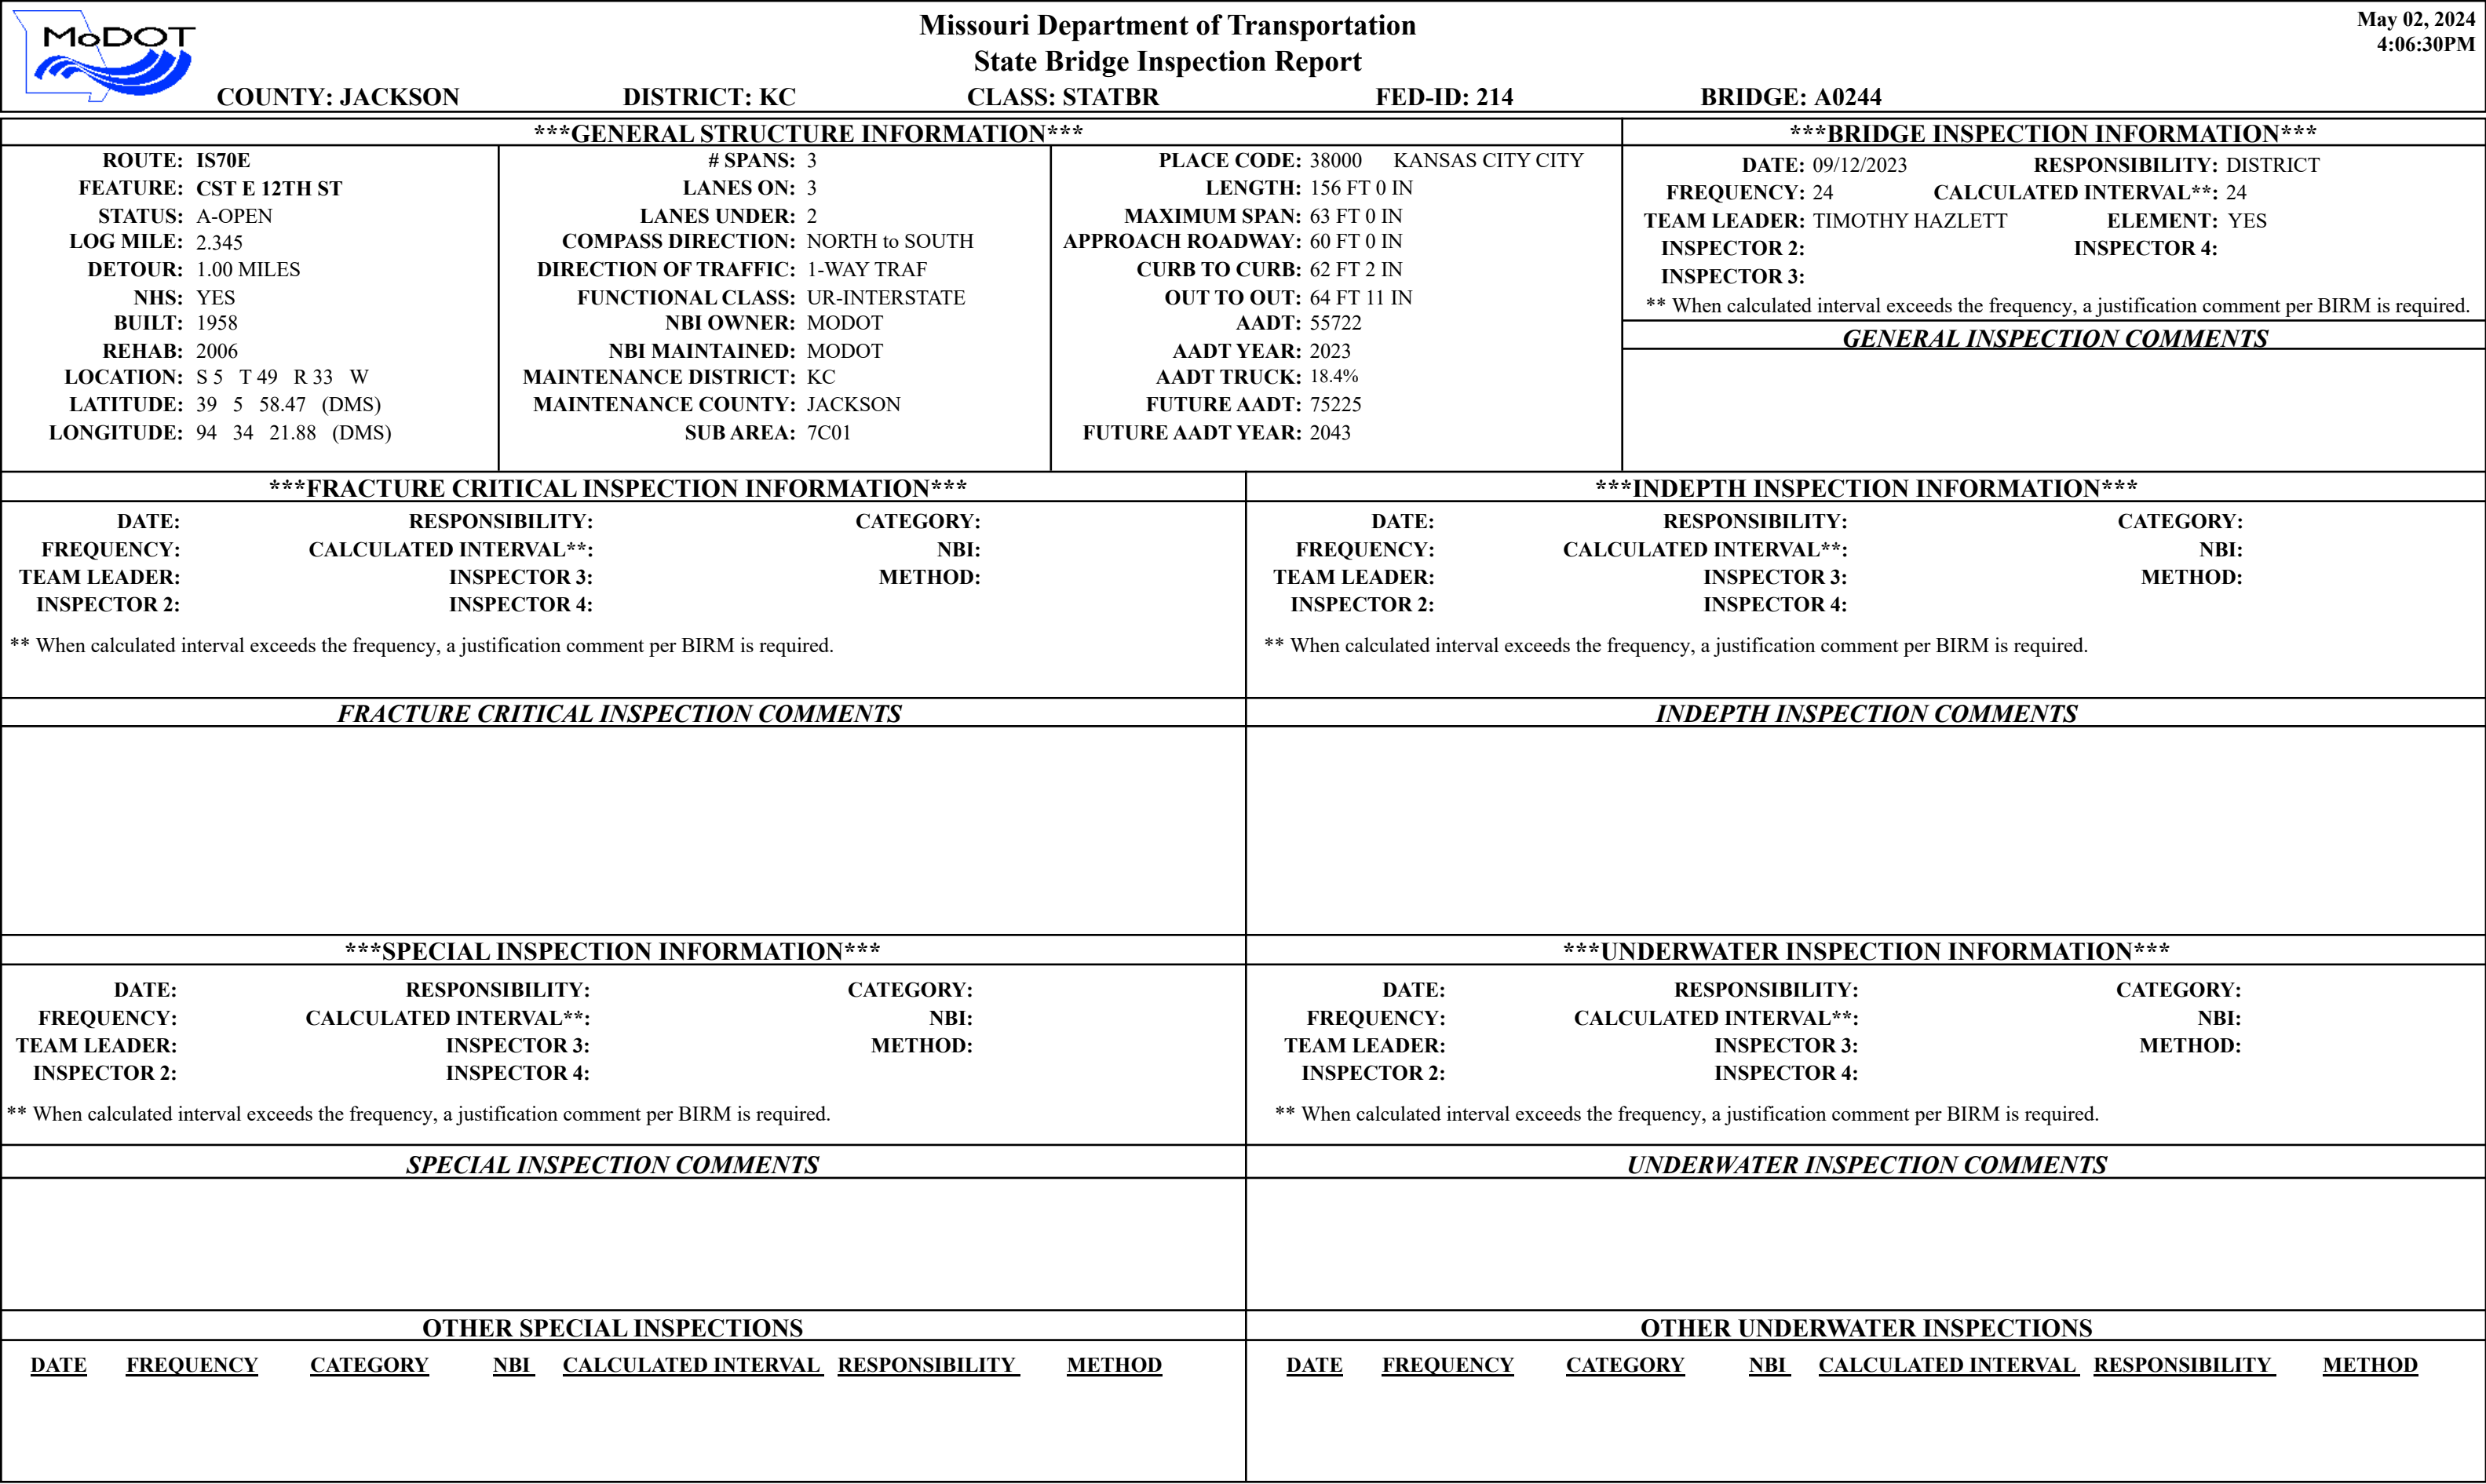 MoDOT
Missouri Department of Transportation
State Bridge Inspection Report
May 02, 2024
4:06:30PM
COUNTY: JACKSON DISTRICT: KC CLASS: STATBR FED-ID: 214 BRIDGE: A0244
***GENERAL STRUCTURE INFORMATION***
ROUTE: IS70E
FEATURE: CST E 12TH ST
STATUS: A-OPEN
LOG MILE: 2.345
DETOUR: 1.00 MILES
NHS: YES
BUILT: 1958
REHAB: 2006
LOCATION: S 5 T 49 R 33 W
LATITUDE: 39 5 58.47 (DMS)
LONGITUDE: 94 34 21.88 (DMS)
# SPANS: 3
LANES ON: 3
LANES UNDER: 2
COMPASS DIRECTION: NORTH to SOUTH
DIRECTION OF TRAFFIC: 1-WAY TRAF
FUNCTIONAL CLASS: UR-INTERSTATE
NBI OWNER: MODOT
NBI MAINTAINED: MODOT
MAINTENANCE DISTRICT: KC
MAINTENANCE COUNTY: JACKSON
SUB AREA: 7C01
PLACE CODE: 38000 KANSAS CITY CITY
LENGTH: 156 FT 0 IN
MAXIMUM SPAN: 63 FT 0 IN
APPROACH ROADWAY: 60 FT 0 IN
CURB TO CURB: 62 FT 2 IN
OUT TO OUT: 64 FT 11 IN
AADT: 55722
AADT YEAR: 2023
AADT TRUCK: 18.4%
FUTURE AADT: 75225
FUTURE AADT YEAR: 2043
***BRIDGE INSPECTION INFORMATION***
DATE: 09/12/2023 RESPONSIBILITY: DISTRICT
FREQUENCY: 24 CALCULATED INTERVAL**: 24
TEAM LEADER: TIMOTHY HAZLETT ELEMENT: YES
INSPECTOR 2: INSPECTOR 4:
INSPECTOR 3:
** When calculated interval exceeds the frequency, a justification comment per BIRM is required.
GENERAL INSPECTION COMMENTS
***FRACTURE CRITICAL INSPECTION INFORMATION***
DATE: RESPONSIBILITY: CATEGORY:
FREQUENCY: CALCULATED INTERVAL**: NBI:
TEAM LEADER: INSPECTOR 3: METHOD:
INSPECTOR 2: INSPECTOR 4:
** When calculated interval exceeds the frequency, a justification comment per BIRM is required.
FRACTURE CRITICAL INSPECTION COMMENTS
***INDEPTH INSPECTION INFORMATION***
DATE: RESPONSIBILITY: CATEGORY:
FREQUENCY: CALCULATED INTERVAL**: NBI:
TEAM LEADER: INSPECTOR 3: METHOD:
INSPECTOR 2: INSPECTOR 4:
** When calculated interval exceeds the frequency, a justification comment per BIRM is required.
INDEPTH INSPECTION COMMENTS
***SPECIAL INSPECTION INFORMATION***
DATE: RESPONSIBILITY: CATEGORY:
FREQUENCY: CALCULATED INTERVAL**: NBI:
TEAM LEADER: INSPECTOR 3: METHOD:
INSPECTOR 2: INSPECTOR 4:
** When calculated interval exceeds the frequency, a justification comment per BIRM is required.
SPECIAL INSPECTION COMMENTS
***UNDERWATER INSPECTION INFORMATION***
DATE: RESPONSIBILITY: CATEGORY:
FREQUENCY: CALCULATED INTERVAL**: NBI:
TEAM LEADER: INSPECTOR 3: METHOD:
INSPECTOR 2: INSPECTOR 4:
** When calculated interval exceeds the frequency, a justification comment per BIRM is required.
UNDERWATER INSPECTION COMMENTS
OTHER SPECIAL INSPECTIONS
DATE FREQUENCY CATEGORY NBI CALCULATED INTERVAL RESPONSIBILITY METHOD
OTHER UNDERWATER INSPECTIONS
DATE FREQUENCY CATEGORY NBI CALCULATED INTERVAL RESPONSIBILITY METHOD